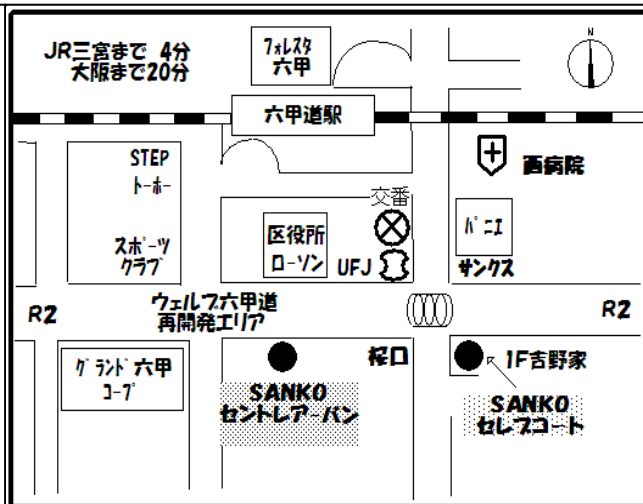 JR三宮まで 4分
大阪まで20分
フォレスタ
六甲
N
六甲道駅
STEP
トーホー
スポーツ
クラブ
交番
区役所
ローソン
UFJ
西病院
パニエ
サンクス
R2
ウェルブ六甲道
再開発エリア
R2
グランド六甲
コープ
桜口
1F吉野家
SANKO
セントレアーバン
SANKO
セレブコート